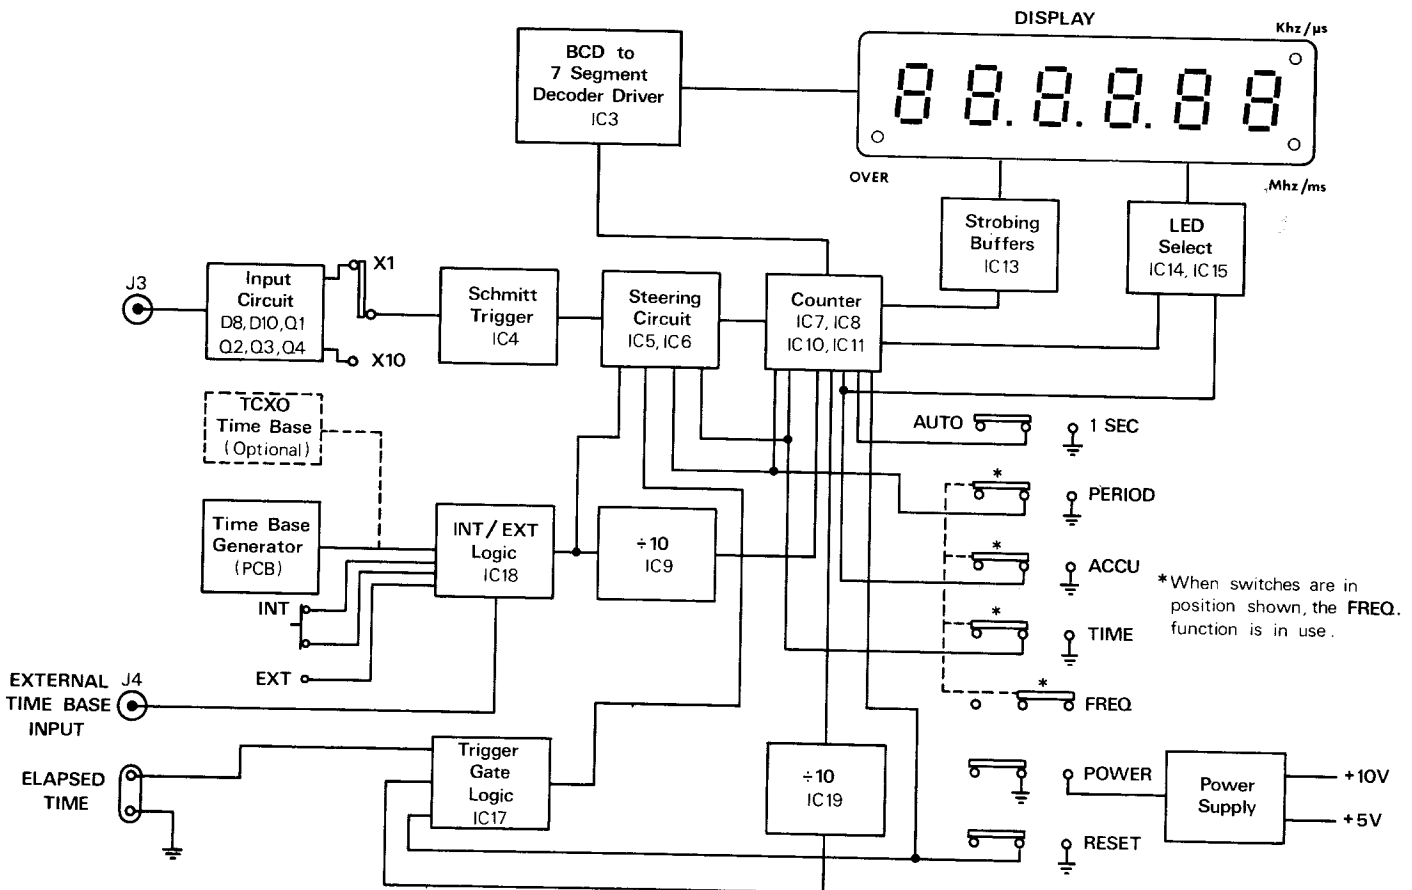 DISPLAY
Khz/µs
BCD to
7 Segment
Decoder Driver
IC3
88.8.8.88
OVER
Mhz/ms
Strobing
Buffers
IC13
LED
Select
IC14, IC15
J3
Input
Circuit
D8, D10, Q1
Q2, Q3, Q4
X1
X10
Schmitt
Trigger
IC4
Steering
Circuit
IC5, IC6
Counter
IC7, IC8
IC10, IC11
TCXO
Time Base
(Optional)
AUTO
1 SEC
*
PERIOD
Time Base
Generator
(PCB)
INT/EXT
Logic
IC18
÷10
IC9
*
ACCU
*When switches are in
position shown, the FREQ.
function is in use.
INT
*
TIME
EXT
EXTERNAL
TIME BASE
INPUT
J4
*
FREQ
ELAPSED
TIME
Trigger
Gate
Logic
IC17
÷10
IC19
POWER
Power
Supply
+10V
+5V
RESET